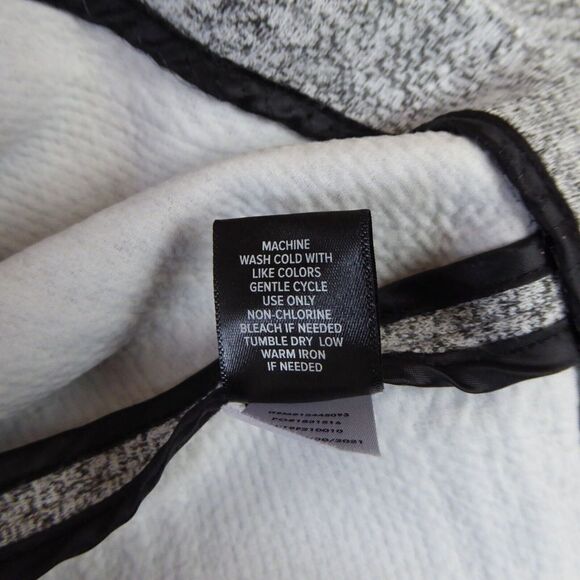 MACHINE
WASH COLD WITH
LIKE COLORS
GENTLE CYCLE
USE ONLY
NON-CHLORINE
BLEACH IF NEEDED
TUMBLE DRY LOW
WARM IRON
IF NEEDED
/2021